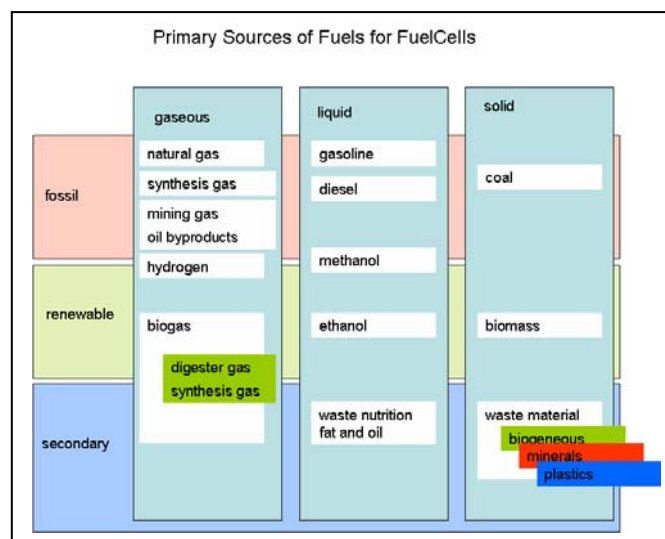 Primary Sources of Fuels for FuelCells
gaseous
liquid
solid
fossil
natural gas
synthesis gas
mining gas
oil byproducts
hydrogen
gasoline
diesel
methanol
coal
renewable
biogas
digester gas
synthesis gas
ethanol
biomass
secondary
waste nutrition
fat and oil
waste material
biogeneous
minerals
plastics